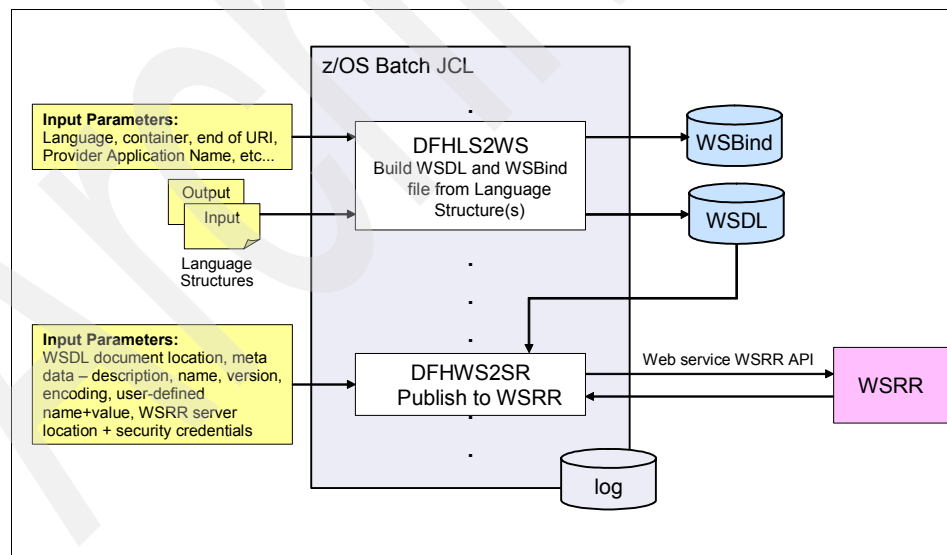 z/OS Batch JCL
Input Parameters:
Language, container, end of URI,
Provider Application Name, etc...
Output
Input
Language
Structures
DFHLS2WS
Build WSDL and WSBind
file from Language
Structure(s)
WSBind
WSDL
Input Parameters:
WSDL document location, meta
data – description, name, version,
encoding, user-defined
name+value, WSRR server
location + security credentials
DFHWS2SR
Publish to WSRR
Web service WSRR API
WSRR
log